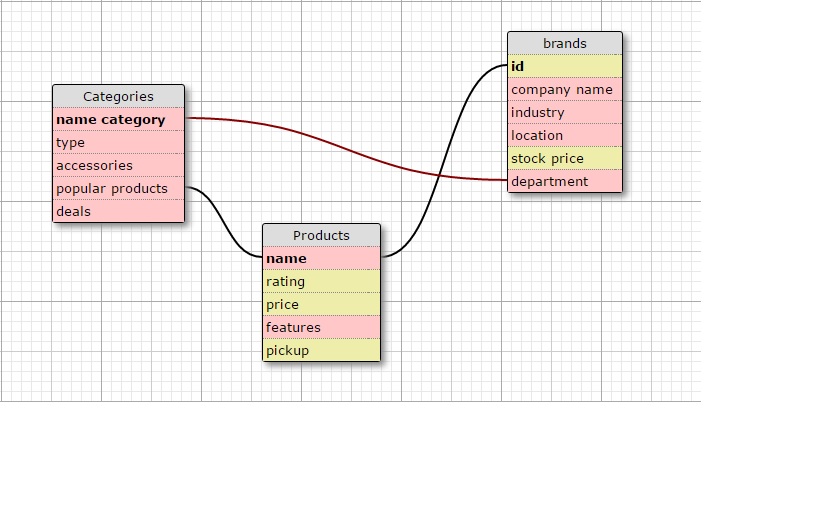 Categories
name category
type
accessories
popular products
deals
Products
name
rating
price
features
pickup
brands
id
company name
industry
location
stock price
department